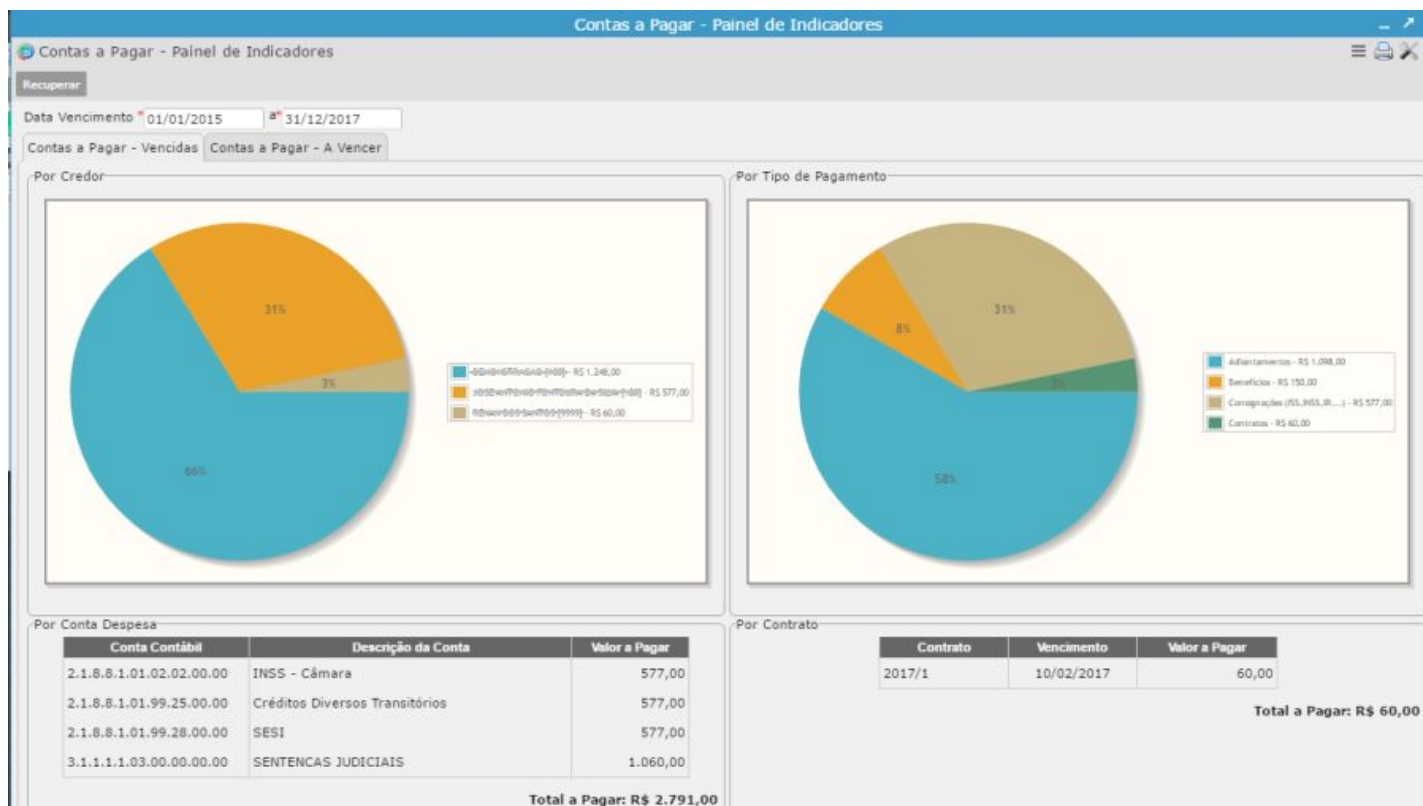 Contas a Pagar - Painel de Indicadores
Contas a Pagar - Painel de Indicadores
Recuperar
Data Vencimento * 01/01/2015 a* 31/12/2017
Contas a Pagar - Vencidas Contas a Pagar - A Vencer
Por Credor
31%
3%
66%
- R$ 1.248,00
- R$ 577,00
- R$ 60,00
Por Tipo de Pagamento
31%
8%
3%
58%
Adiantamentos - R$ 1.098,00
Benefícios - R$ 150,00
Consignações (ISS,INSS,IR...) - R$ 577,00
Contratos - R$ 60,00
Por Conta Despesa
Conta Contábil Descrição da Conta Valor a Pagar
2.1.8.8.1.01.02.02.00.00 INSS - Câmara 577,00
2.1.8.8.1.01.99.25.00.00 Créditos Diversos Transitórios 577,00
2.1.8.8.1.01.99.28.00.00 SESI 577,00
3.1.1.1.1.03.00.00.00.00 SENTENCAS JUDICIAIS 1.060,00
Total a Pagar: R$ 2.791,00
Por Contrato
Contrato Vencimento Valor a Pagar
2017/1 10/02/2017 60,00
Total a Pagar: R$ 60,00